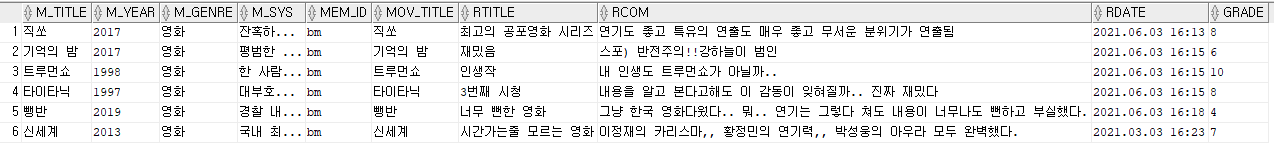 M_TITLE M_YEAR M_GENRE M_SYS MEM_ID MOV_TITLE RTITLE RCOM RDATE GRADE
1 직쏘 2017 영화 잔혹하... bm 직쏘 최고의 공포영화 시리즈 연기도 좋고 특유의 연출도 매우 좋고 무서운 분위기가 연출됨 2021.06.03 16:13 8
2 기억의 밤 2017 영화 평범한 ... bm 기억의 밤 재밌음 스포) 반전주의!!강하늘이 범인 2021.06.03 16:15 6
3 트루먼쇼 1998 영화 한 사람... bm 트루먼쇼 인생작 내 인생도 트루먼쇼가 아닐까.. 2021.06.03 16:15 10
4 타이타닉 1997 영화 대부호... bm 타이타닉 3번째 시청 내용을 알고 본다고해도 이 감동이 잊혀질까.. 진짜 재밌다 2021.06.03 16:15 8
5 뺑반 2019 영화 경찰 내... bm 뺑반 너무 뻔한 영화 그냥 한국 영화다웠다.. 뭐.. 연기는 그렇다 쳐도 내용이 너무나도 뻔하고 부실했다. 2021.06.03 16:18 4
6 신세계 2013 영화 국내 최... bm 신세계 시간가는줄 모르는 영화 이정재의 카리스마,, 황정민의 연기력,, 박성웅의 아우라 모두 완벽했다. 2021.03.03 16:23 7